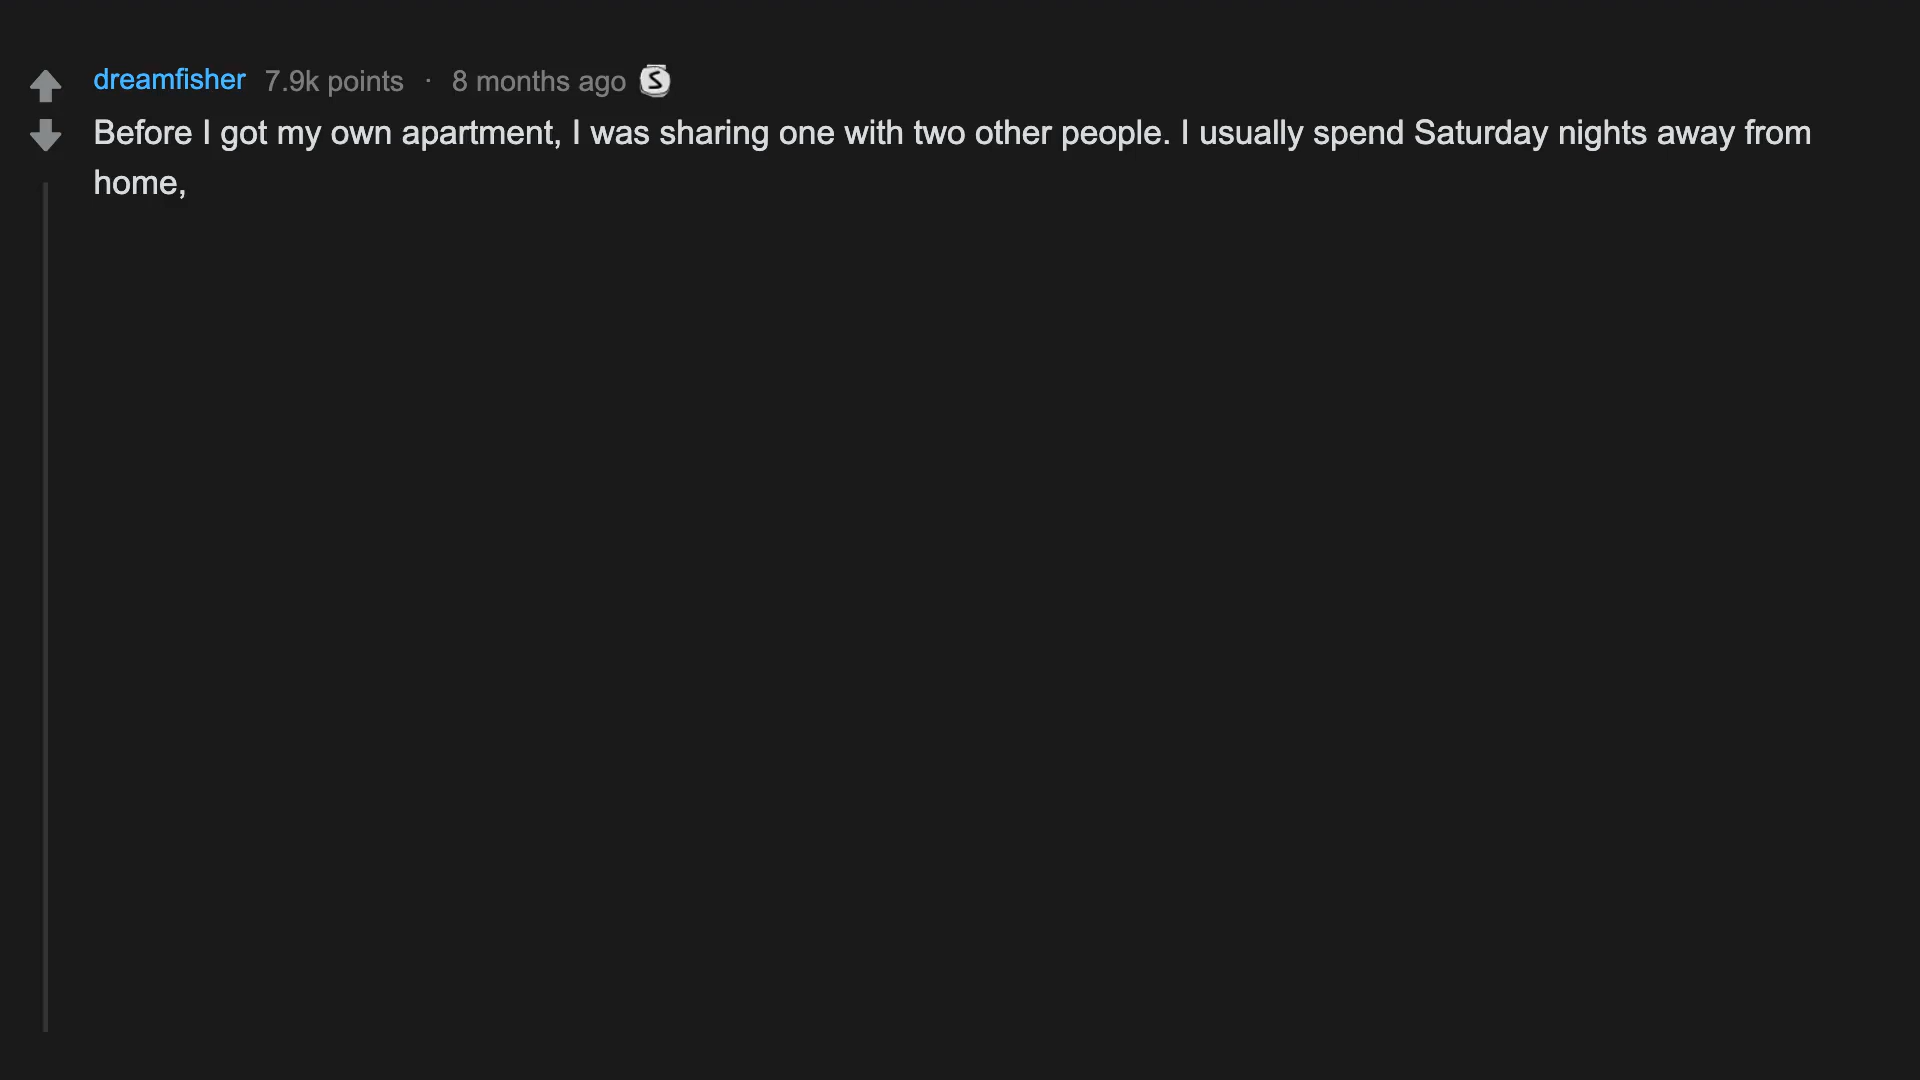 dreamfisher 7.9k points · 8 months ago S
Before I got my own apartment, I was sharing one with two other people. I usually spend Saturday nights away from
home,